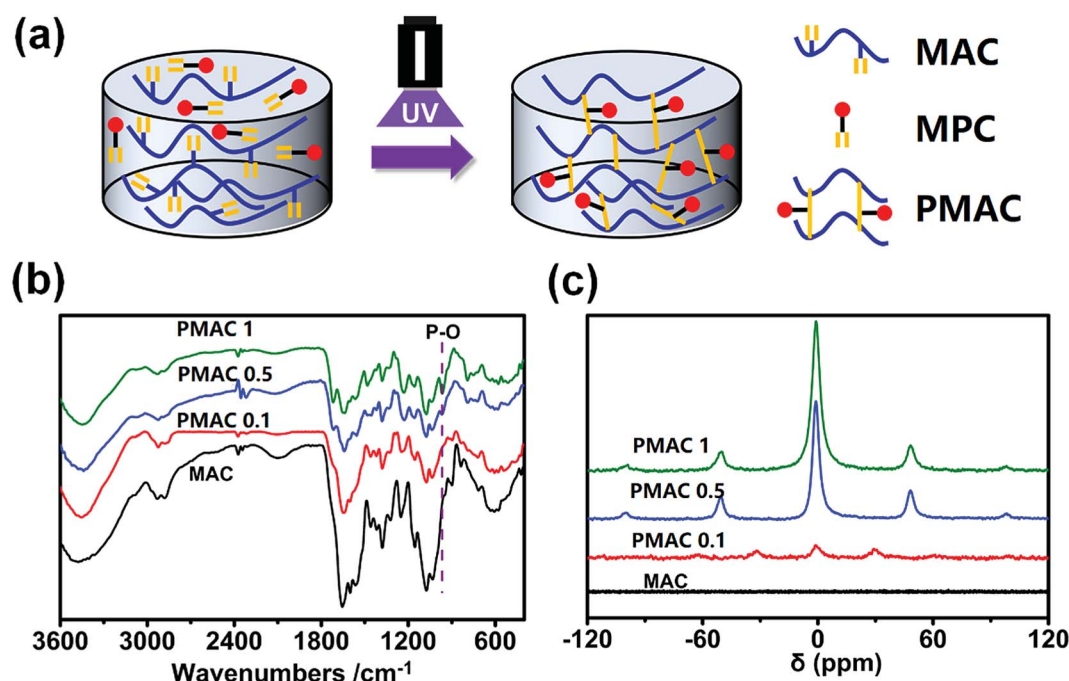 (a)
UV
MAC
MPC
PMAC
(b)
PMAC 1
P-O
PMAC 0.5
PMAC 0.1
MAC
3600 3000 2400 1800 1200 600
Wavenumbers /cm⁻¹
(c)
PMAC 1
PMAC 0.5
PMAC 0.1
MAC
-120 -60 0 60 120
δ (ppm)